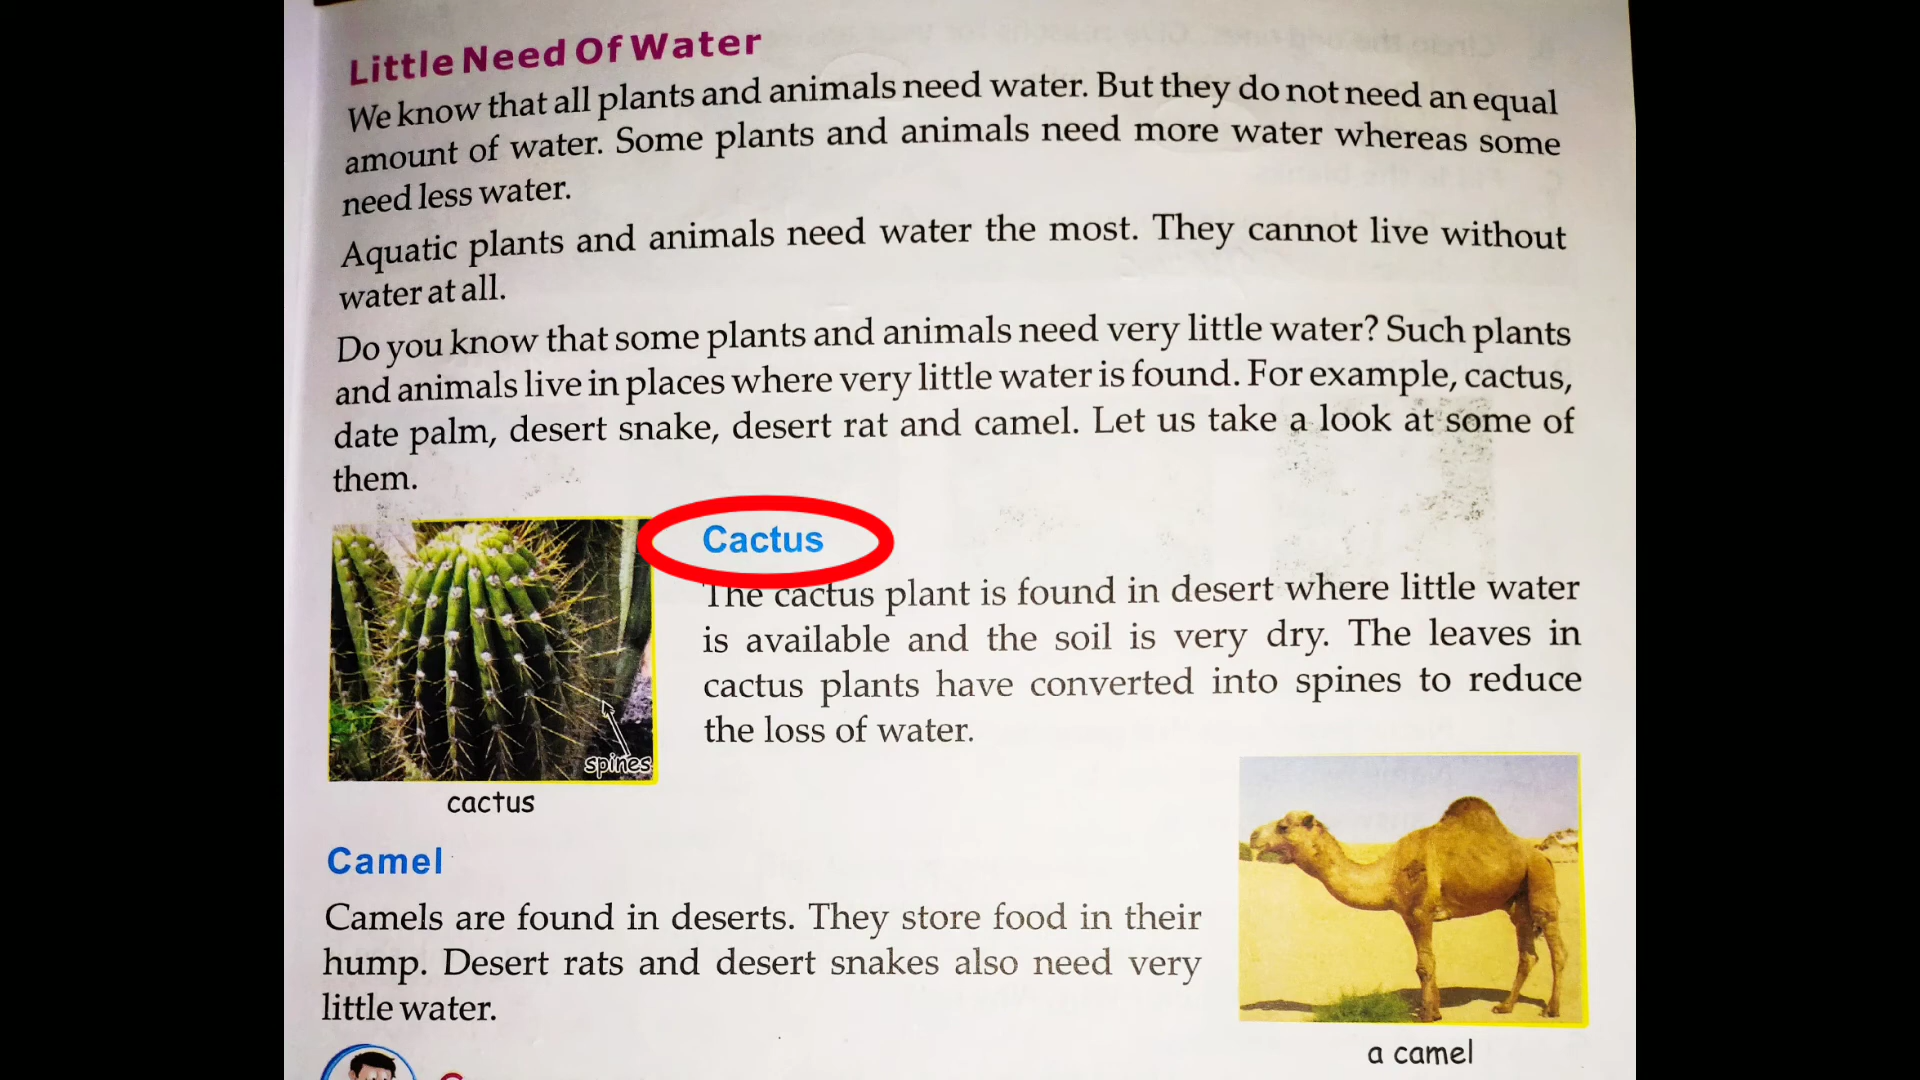 Little Need Of Water
We know that all plants and animals need water. But they do not need an equal
amount of water. Some plants and animals need more water whereas some
need less water.
Aquatic plants and animals need water the most. They cannot live without
water at all.
Do you know that some plants and animals need very little water? Such plants
and animals live in places where very little water is found. For example, cactus,
date palm, desert snake, desert rat and camel. Let us take a look at some of
them.
Cactus
The cactus plant is found in desert where little water
is available and the soil is very dry. The leaves in
cactus plants have converted into spines to reduce
the loss of water.
spines
cactus
Camel
Camels are found in deserts. They store food in their
hump. Desert rats and desert snakes also need very
little water.
a camel